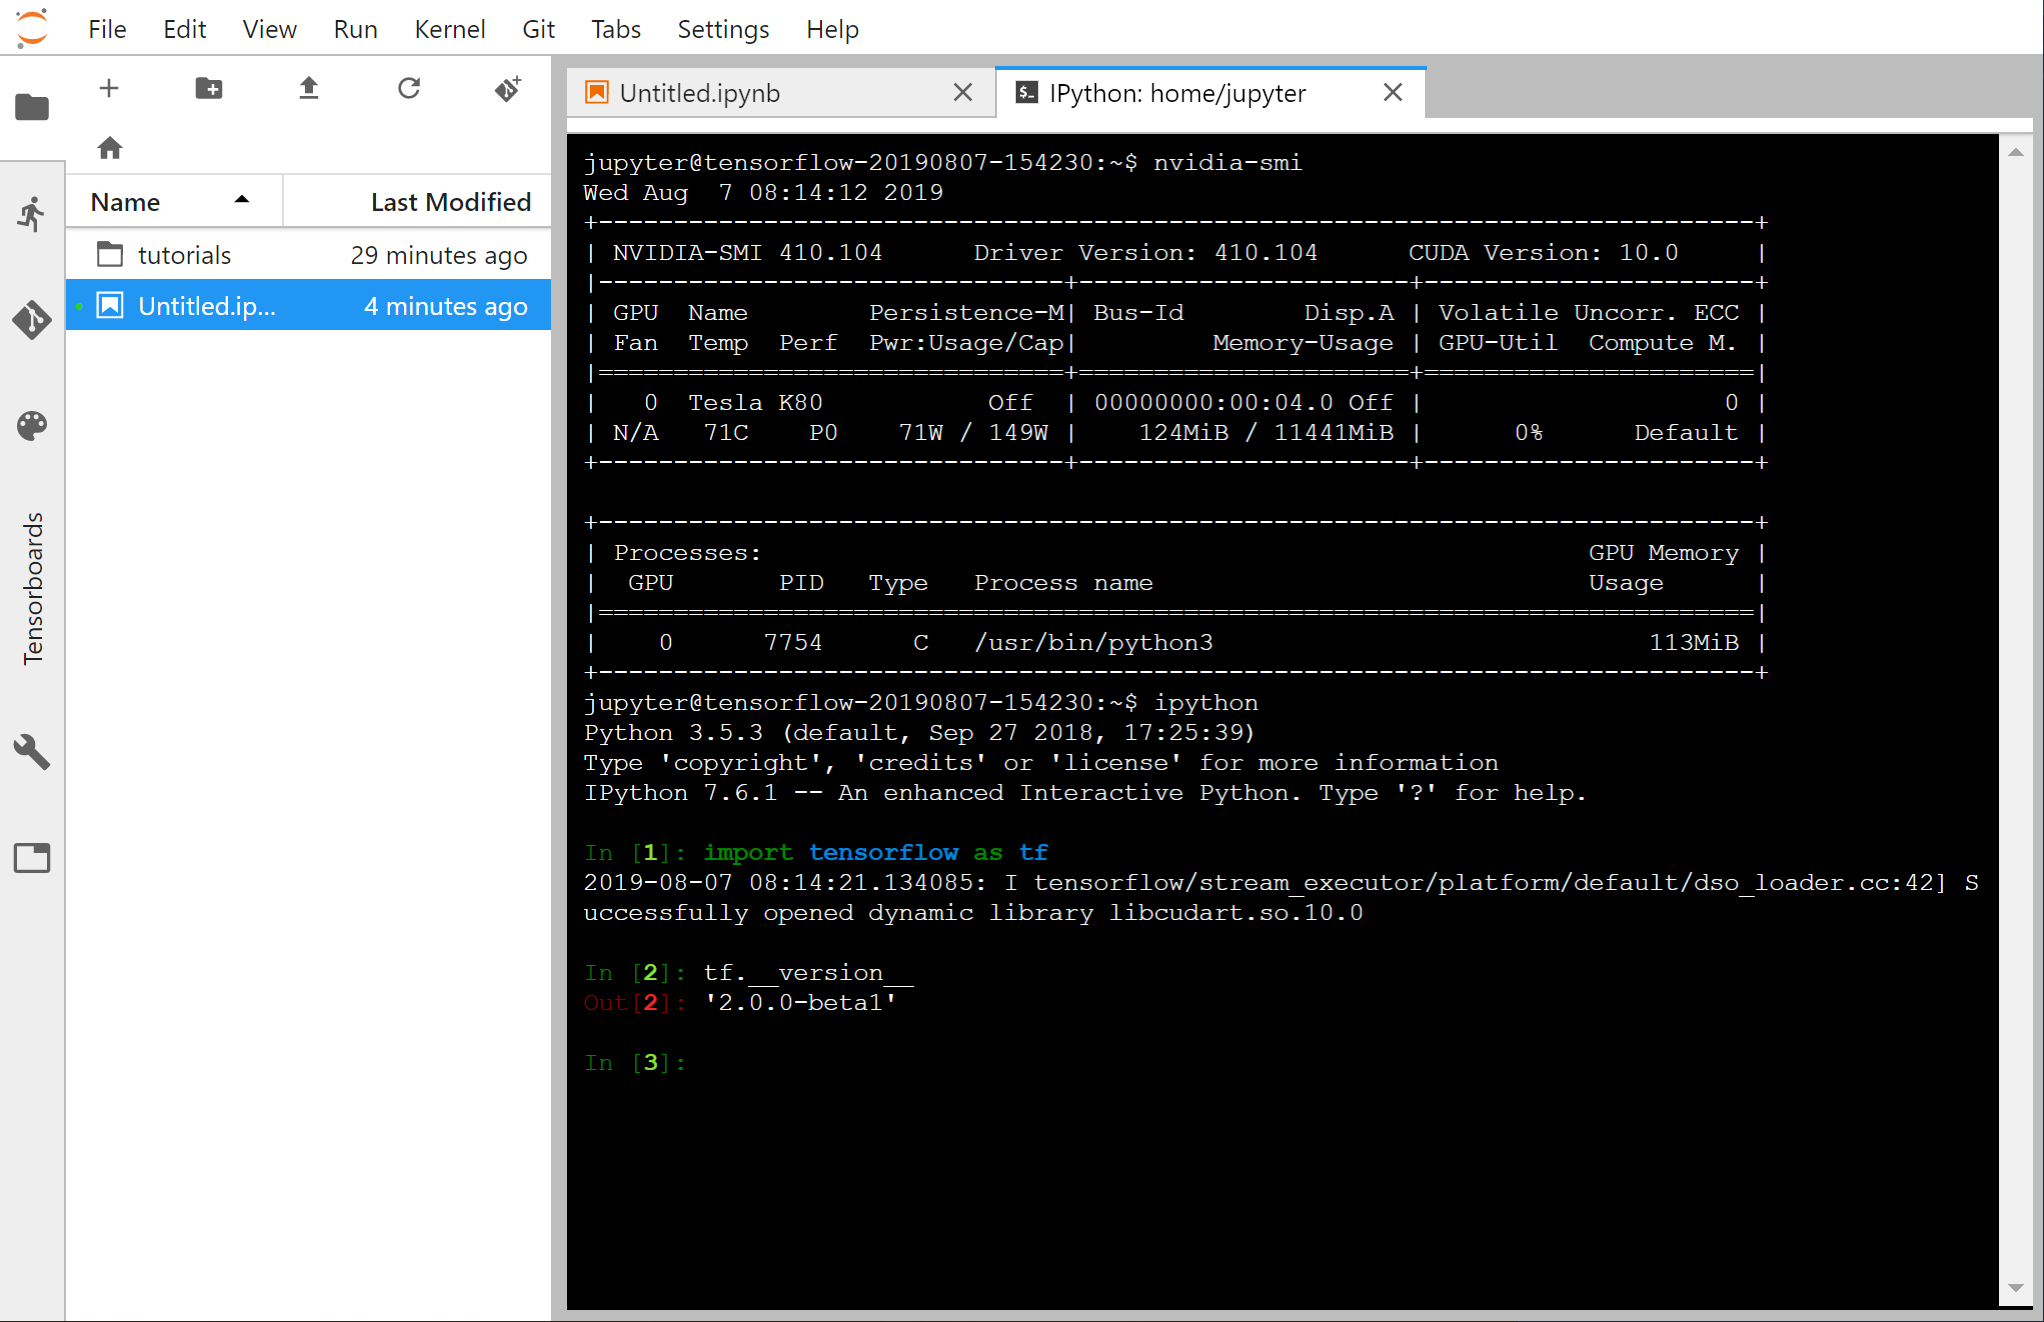 File Edit View Run Kernel Git Tabs Settings Help
Untitled.ipynb
IPython: home/jupyter
Name Last Modified
tutorials 29 minutes ago
Untitled.ip... 4 minutes ago
Tensorboards
jupyter@tensorflow-20190807-154230:~$ nvidia-smi
Wed Aug  7 08:14:12 2019
+-----------------------------------------------------------------------------+
| NVIDIA-SMI 410.104      Driver Version: 410.104      CUDA Version: 10.0     |
|-------------------------------+----------------------+----------------------+
| GPU  Name        Persistence-M| Bus-Id        Disp.A | Volatile Uncorr. ECC |
| Fan  Temp  Perf  Pwr:Usage/Cap|         Memory-Usage | GPU-Util  Compute M. |
|===============================+======================+======================|
|   0  Tesla K80           Off  | 00000000:00:04.0 Off |                    0 |
| N/A   71C    P0    71W / 149W |    124MiB / 11441MiB |      0%      Default |
+-------------------------------+----------------------+----------------------+

+-----------------------------------------------------------------------------+
| Processes:                                                       GPU Memory |
|  GPU       PID   Type   Process name                             Usage      |
|=============================================================================|
|    0      7754      C   /usr/bin/python3                             113MiB |
+-----------------------------------------------------------------------------+
jupyter@tensorflow-20190807-154230:~$ ipython
Python 3.5.3 (default, Sep 27 2018, 17:25:39)
Type 'copyright', 'credits' or 'license' for more information
IPython 7.6.1 -- An enhanced Interactive Python. Type '?' for help.

In [1]: import tensorflow as tf
2019-08-07 08:14:21.134085: I tensorflow/stream_executor/platform/default/dso_loader.cc:42] S
uccessfully opened dynamic library libcudart.so.10.0

In [2]: tf.__version__
Out[2]: '2.0.0-beta1'

In [3]: